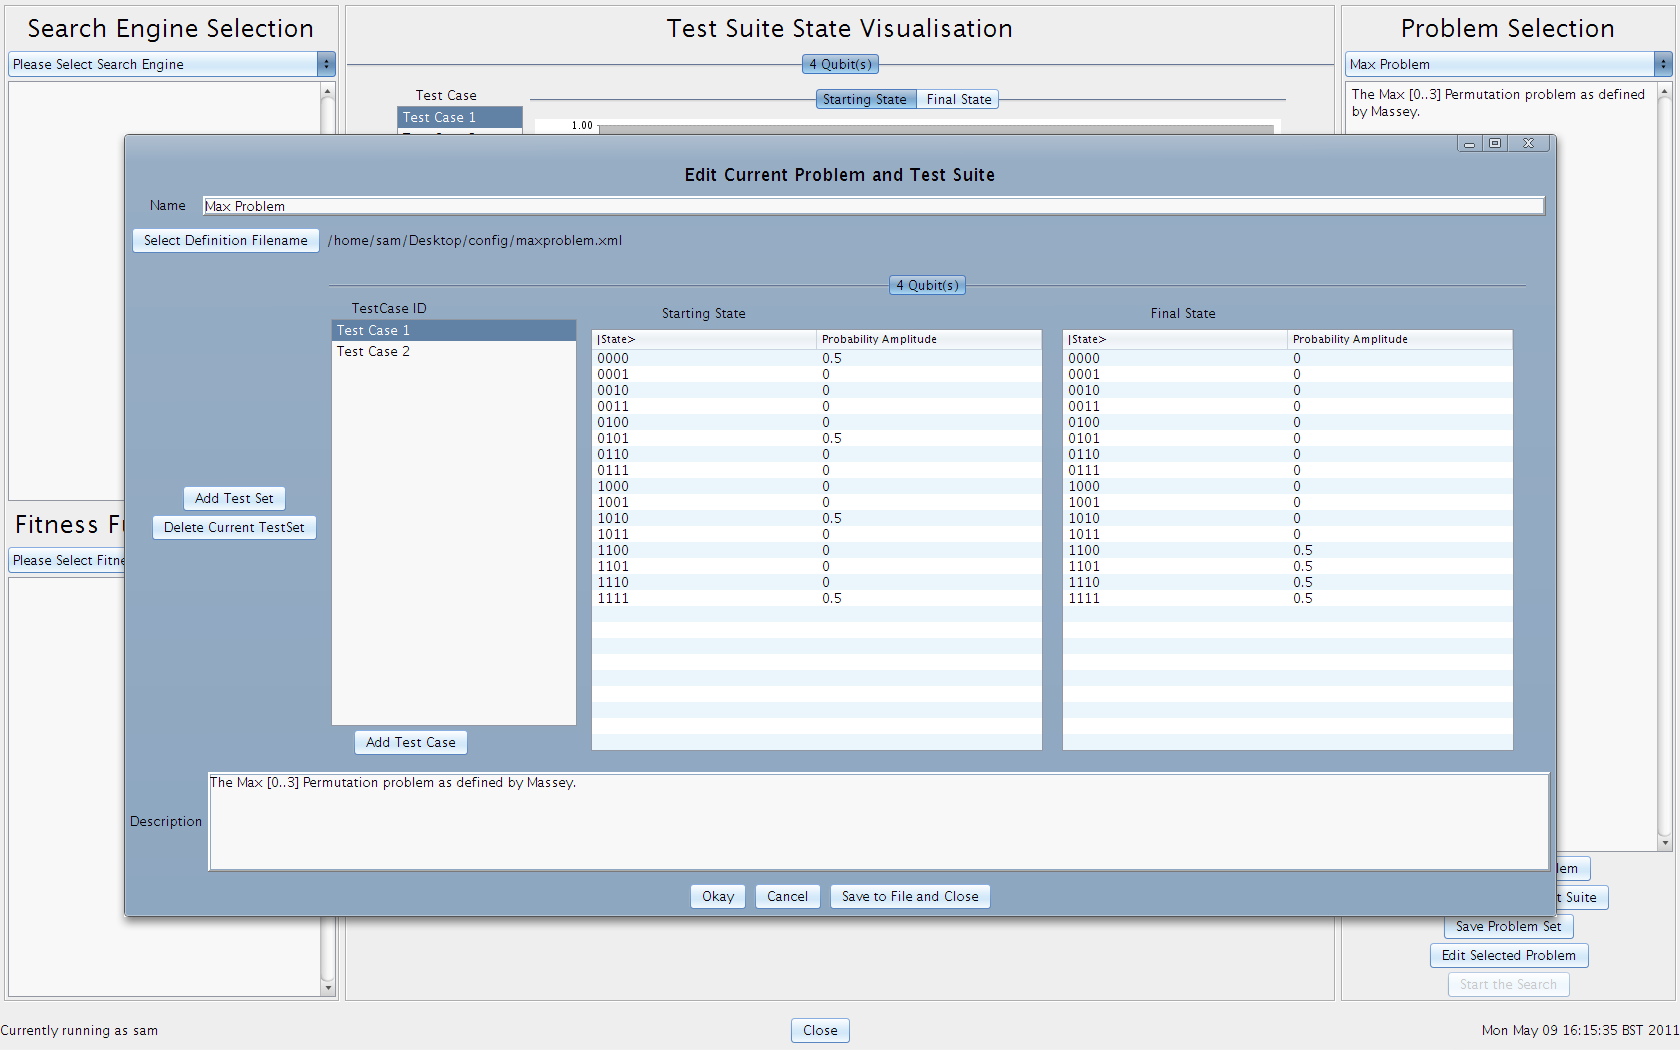 Search Engine Selection
Please Select Search Engine
Test Suite State Visualisation
4 Qubit(s)
Test Case
Test Case 1
Starting State Final State
1.00
Problem Selection
Max Problem
The Max [0..3] Permutation problem as defined
by Massey.
Edit Current Problem and Test Suite
Name Max Problem
Select Definition Filename /home/sam/Desktop/config/maxproblem.xml
4 Qubit(s)
TestCase ID
Test Case 1
Test Case 2
Add Test Case
Add Test Set
Delete Current TestSet
Starting State
|State> Probability Amplitude
0000 0.5
0001 0
0010 0
0011 0
0100 0
0101 0.5
0110 0
0111 0
1000 0
1001 0
1010 0.5
1011 0
1100 0
1101 0
1110 0
1111 0.5
Final State
|State> Probability Amplitude
0000 0
0001 0
0010 0
0011 0
0100 0
0101 0
0110 0
0111 0
1000 0
1001 0
1010 0
1011 0
1100 0.5
1101 0.5
1110 0.5
1111 0.5
Description
The Max [0..3] Permutation problem as defined by Massey.
Okay Cancel Save to File and Close
Fitness
Please Select
lem
t Suite
Save Problem Set
Edit Selected Problem
Start the Search
Currently running as sam
Close
Mon May 09 16:15:35 BST 2011